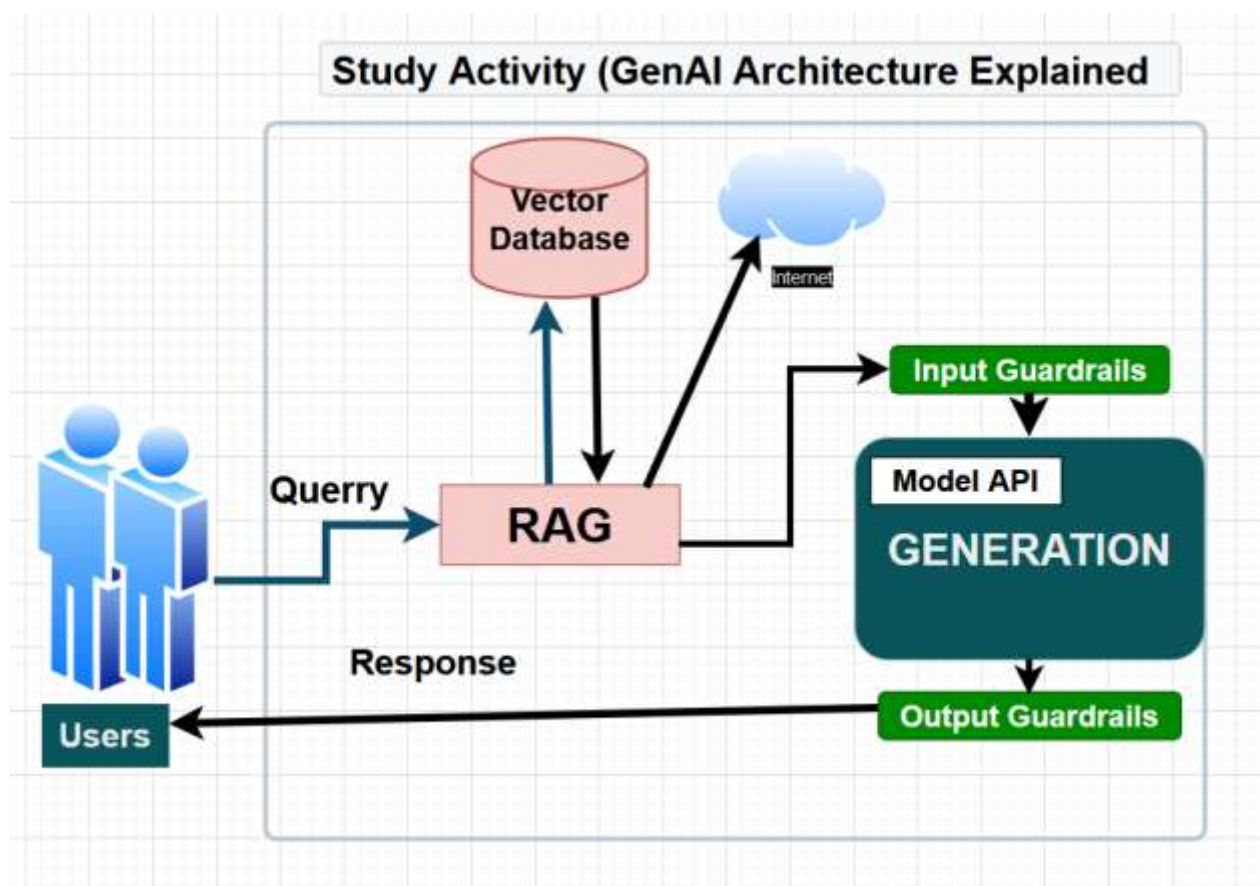 Study Activity (GenAI Architecture Explained
Vector
Database
Internet
Input Guardrails
Model API
GENERATION
Querry
RAG
Response
Output Guardrails
Users